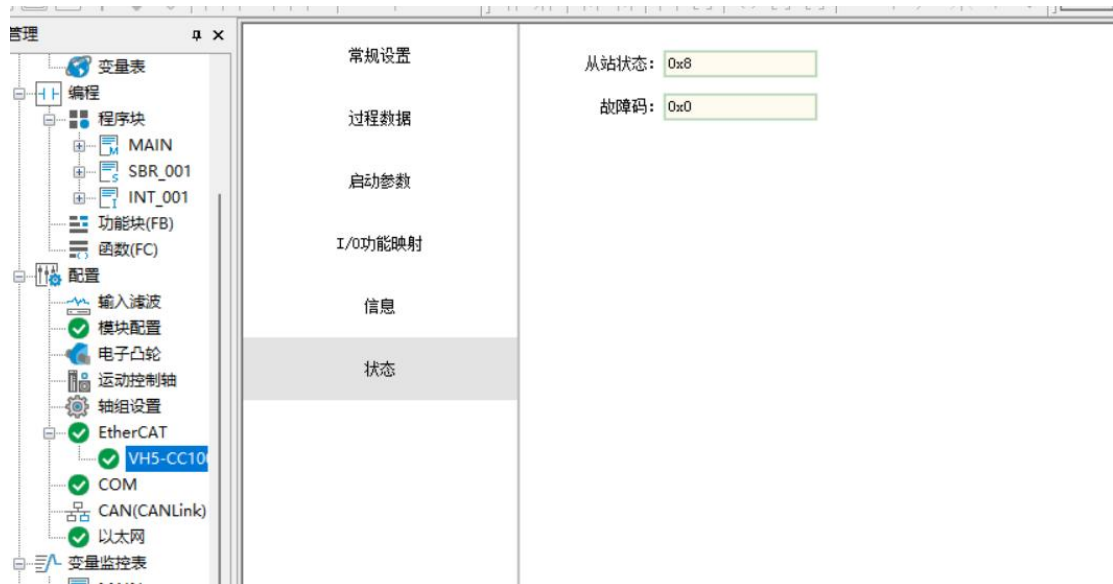 管理
变量表
编程
程序块
MAIN
SBR_001
INT_001
功能块(FB)
函数(FC)
配置
输入滤波
模块配置
电子凸轮
运动控制轴
轴组设置
EtherCAT
VH5-CC10
COM
CAN(CANLink)
以太网
变量监控表
常规设置
过程数据
启动参数
I/O功能映射
信息
状态
从站状态: 0x8
故障码: 0x0